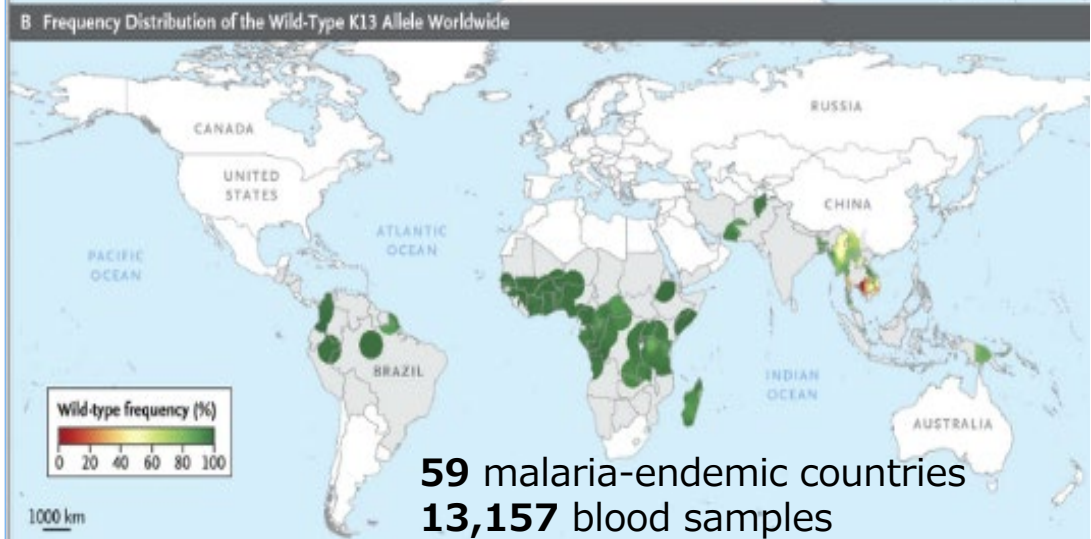 B Frequency Distribution of the Wild-Type K13 Allele Worldwide
RUSSIA
CANADA
UNITED
STATES
CHINA
ATLANTIC
OCEAN
PACIFIC
OCEAN
BRAZIL
INDIAN
OCEAN
AUSTRALIA
Wild-type frequency (%)
0 20 40 60 80 100
59 malaria-endemic countries
13,157 blood samples
1000 km